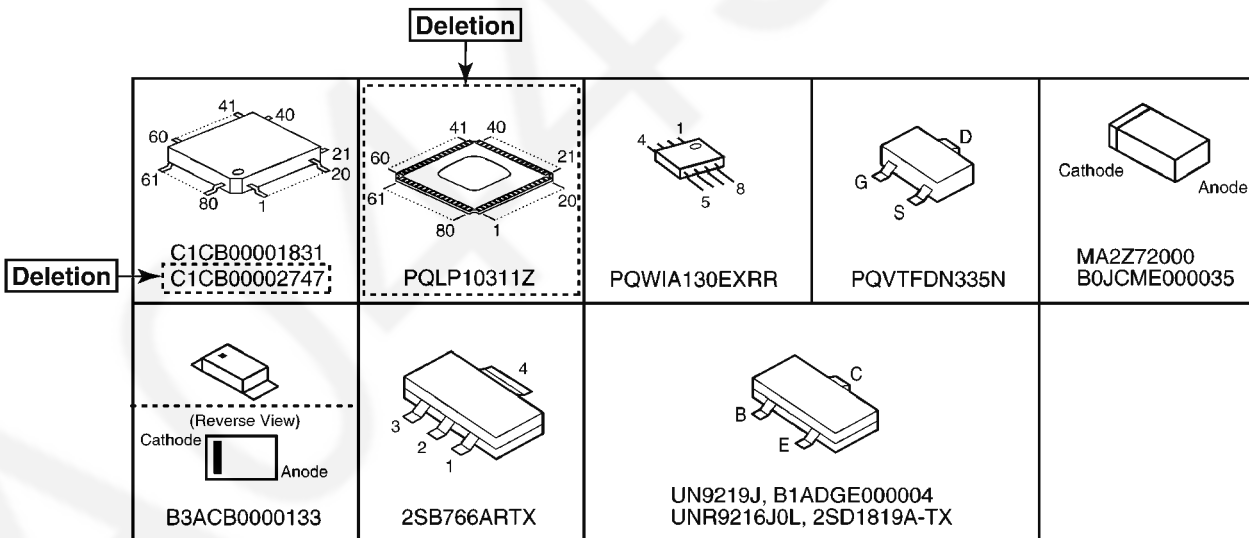 Deletion
41
40
60
21
20
61
80
1
C1CB00001831
Deletion
C1CB00002747
41
40
60
21
61
20
80
1
PQLP10311Z
1
4
8
5
PQWIA130EXRR
D
G
S
PQVTFDN335N
Cathode
Anode
MA2Z72000
B0JCME000035
(Reverse View)
Cathode
Anode
B3ACB0000133
4
3
2
1
2SB766ARTX
C
B
E
UN9219J, B1ADGE000004
UNR9216J0L, 2SD1819A-TX